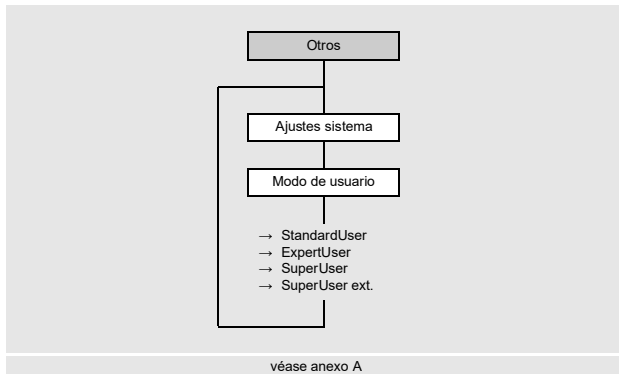 Otros
Ajustes sistema
Modo de usuario
→ StandardUser
→ ExpertUser
→ SuperUser
→ SuperUser ext.
véase anexo A